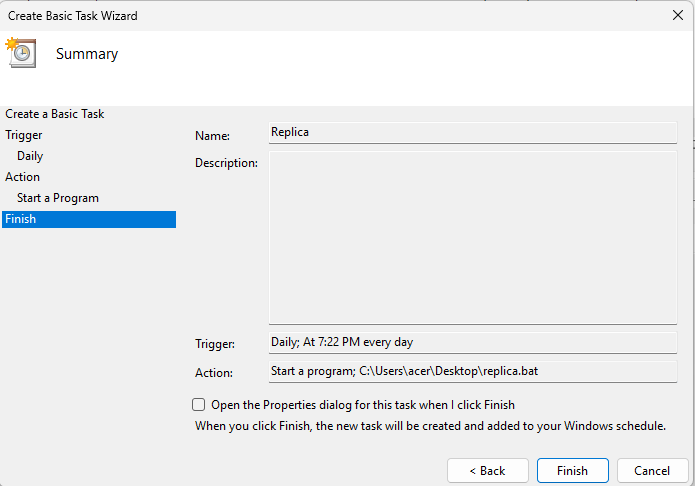 Create Basic Task Wizard
Summary
Create a Basic Task
Trigger
Daily
Action
Start a Program
Finish
Name: Replica
Description:
Trigger: Daily; At 7:22 PM every day
Action: Start a program; C:\Users\acer\Desktop\replica.bat
Open the Properties dialog for this task when I click Finish
When you click Finish, the new task will be created and added to your Windows schedule.
< Back Finish Cancel